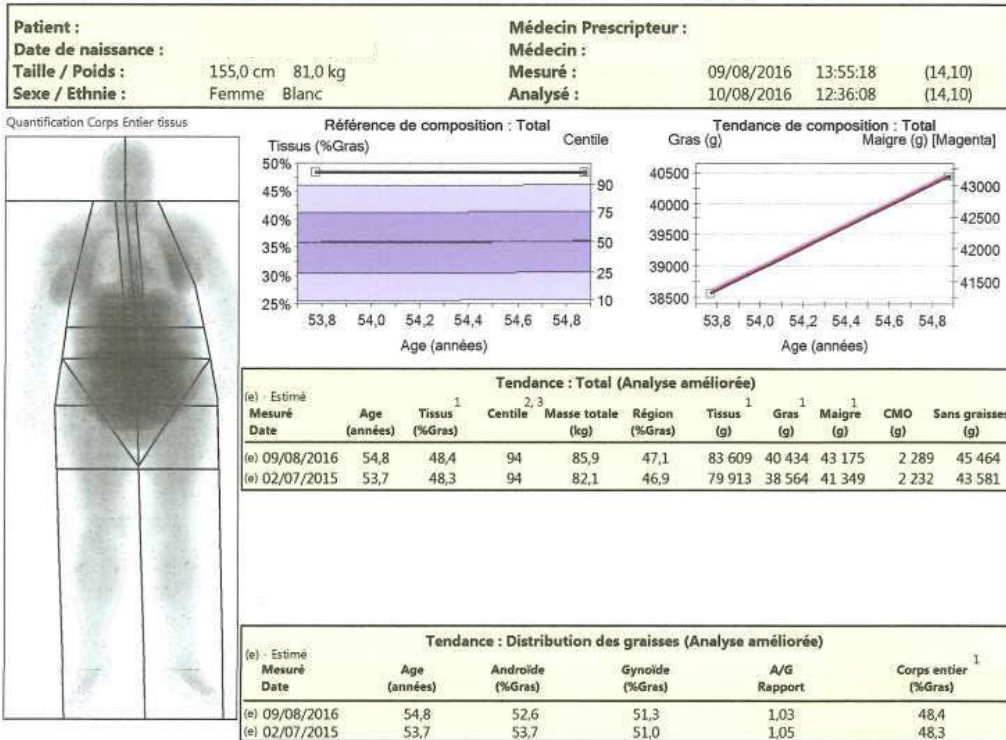 Patient :
Médecin Prescripteur :
Date de naissance :
Médecin :
Taille / Poids : 155,0 cm 81,0 kg
Mesuré : 09/08/2016 13:55:18 (14,10)
Sexe / Ethnie : Femme Blanc
Analysé : 10/08/2016 12:36:08 (14,10)
Quantification Corps Entier tissus
Référence de composition : Total
Tissus (%Gras) Centile
50%
45%
40%
35%
30%
25%
90
75
50
25
10
53,8 54,0 54,2 54,4 54,6 54,8
Age (années)
Tendance de composition : Total
Gras (g) Maigre (g) [Magenta]
40500
40000
39500
39000
38500
43000
42500
42000
41500
53,8 54,0 54,2 54,4 54,6 54,8
Age (années)
Tendance : Total (Analyse améliorée)
(e) - Estimé
1 2, 3 1 1 1
Mesuré Age Tissus Centile Masse totale Région Tissus Gras Maigre CMO Sans graisses
Date (années) (%Gras) (kg) (%Gras) (g) (g) (g) (g) (g)
(e) 09/08/2016 54,8 48,4 94 85,9 47,1 83 609 40 434 43 175 2 289 45 464
(e) 02/07/2015 53,7 48,3 94 82,1 46,9 79 913 38 564 41 349 2 232 43 581
Tendance : Distribution des graisses (Analyse améliorée)
(e) - Estimé
1
Mesuré Age Androïde Gynoïde A/G Corps entier
Date (années) (%Gras) (%Gras) Rapport (%Gras)
(e) 09/08/2016 54,8 52,6 51,3 1,03 48,4
(e) 02/07/2015 53,7 53,7 51,0 1,05 48,3